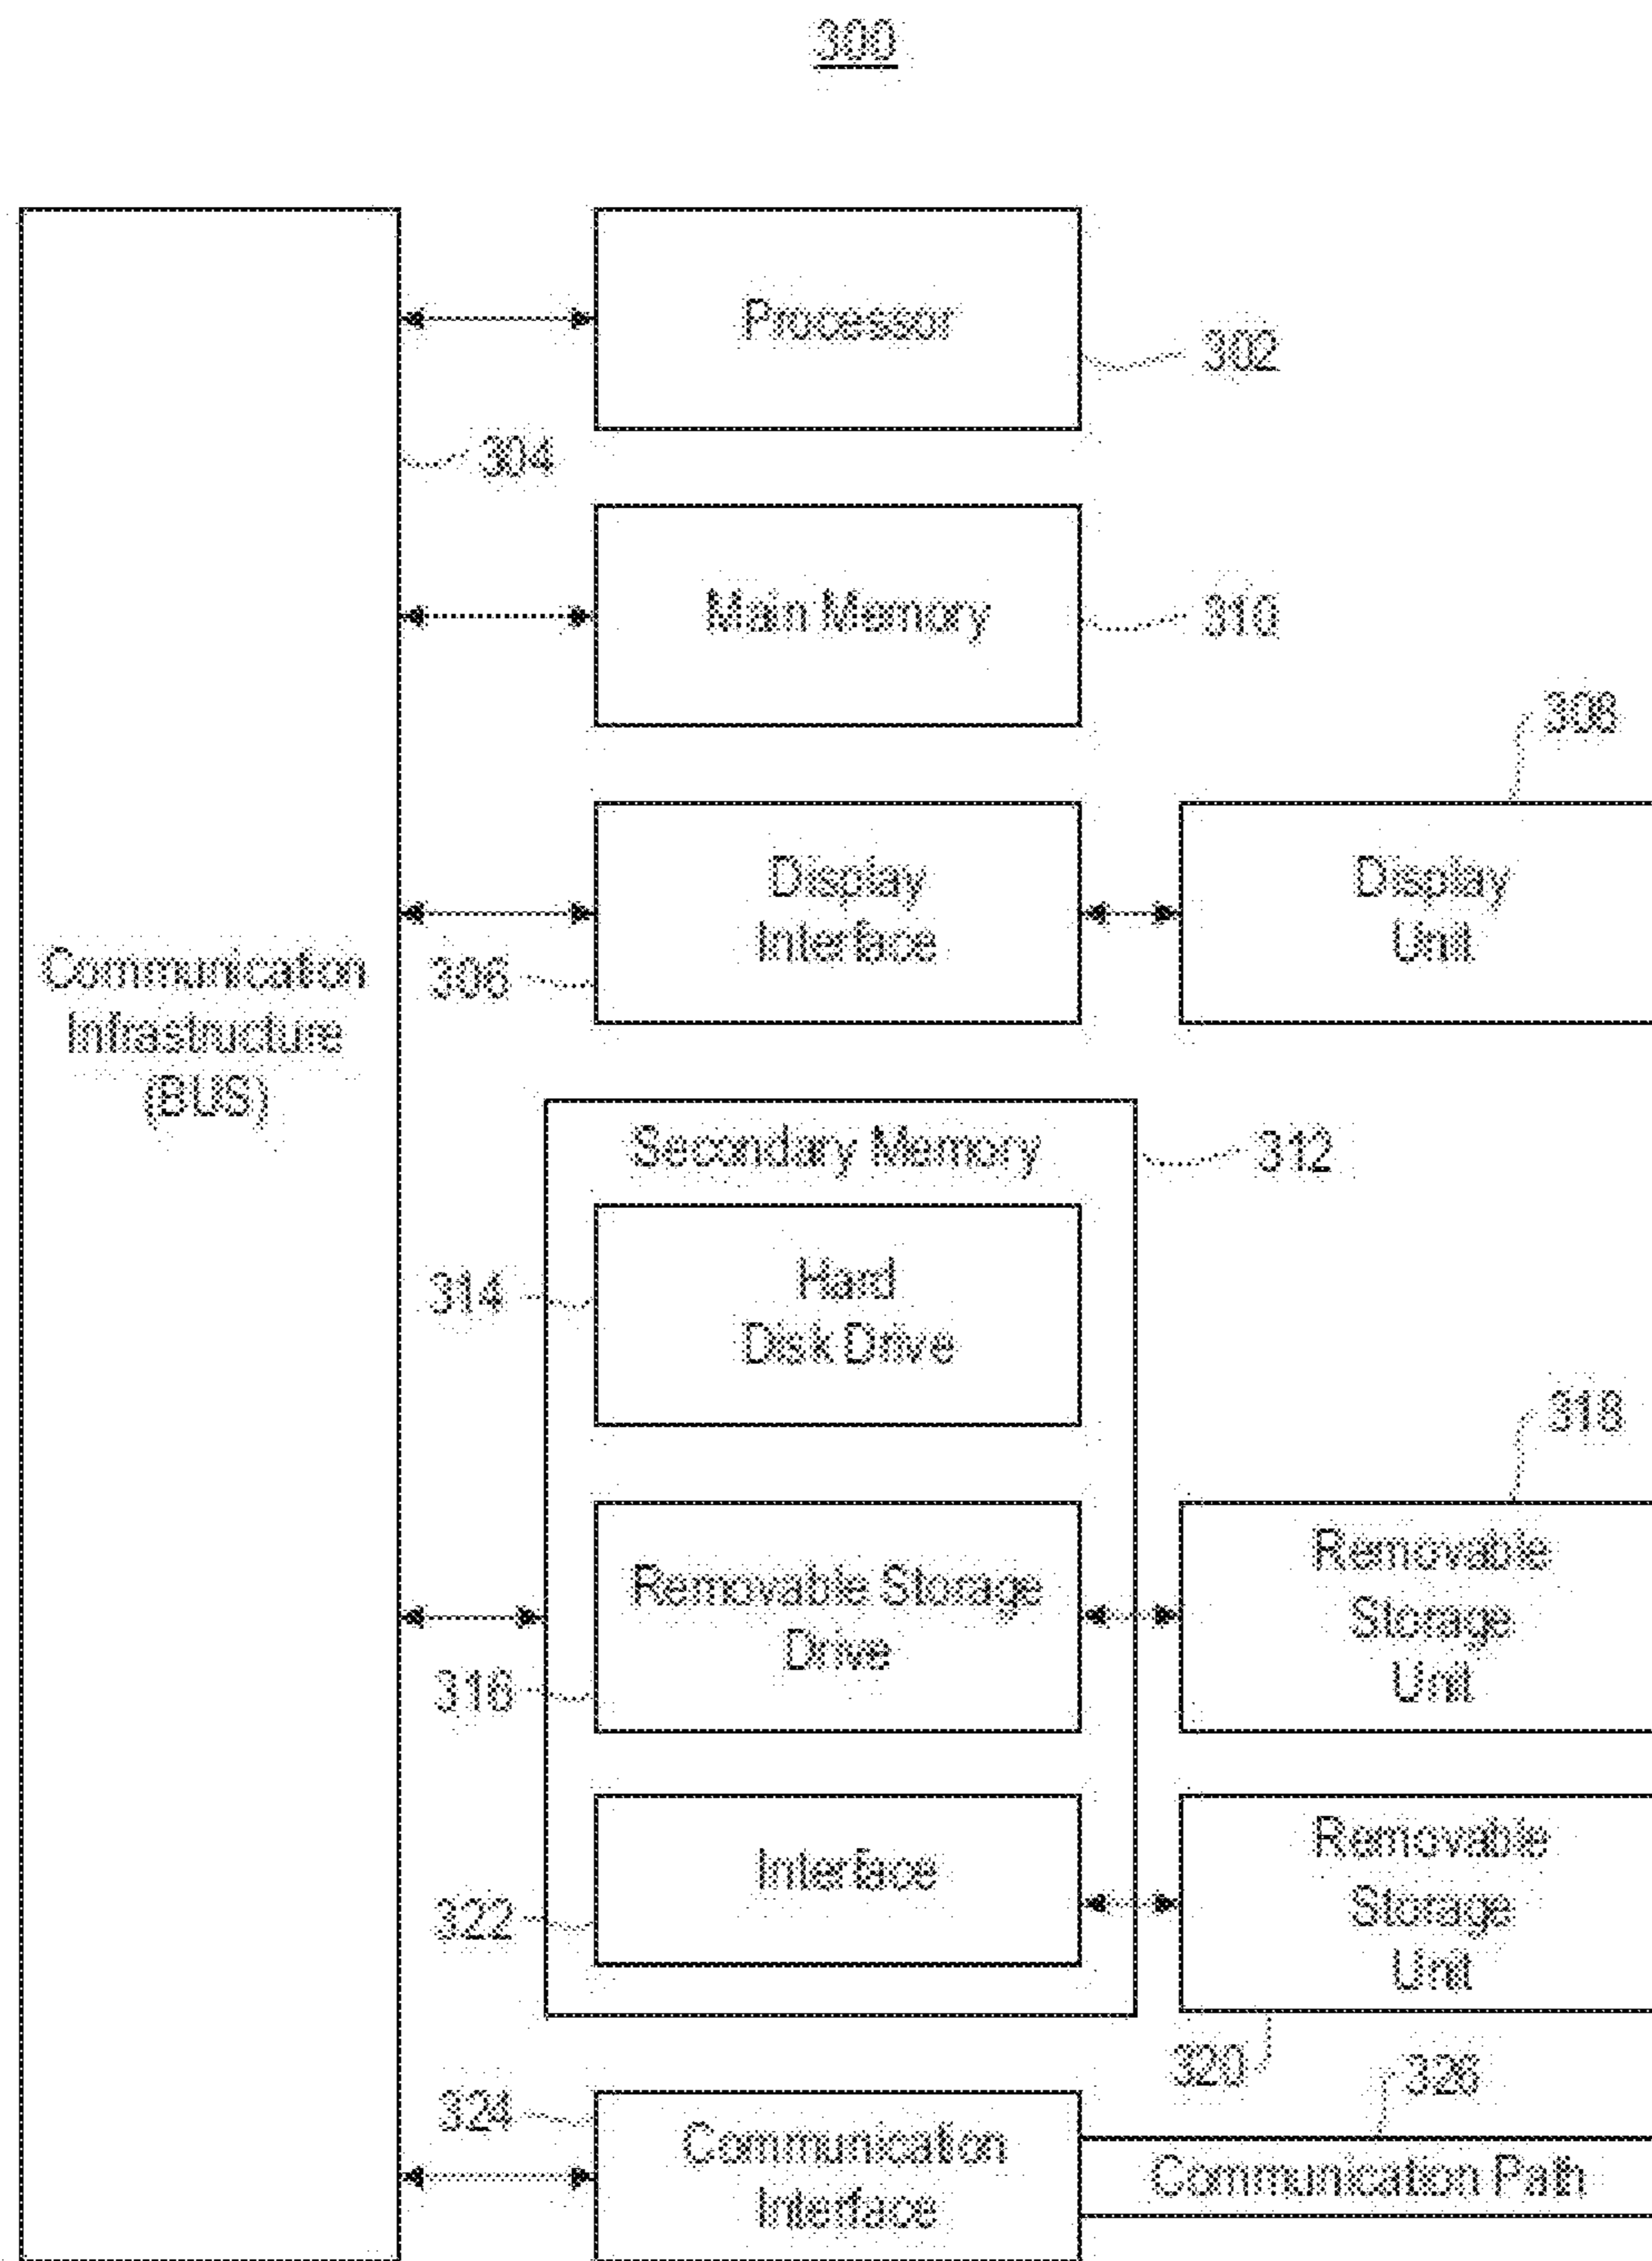 300
Processor
302
304
Main Memory
310
308
Display
Interface
Display
Unit
306
Communication
Infrastructure
(BUS)
Secondary Memory
312
314
Hard
Disk Drive
318
Removable Storage
Drive
Removable
Storage
Unit
316
Interface
Removable
Storage
Unit
322
320
326
324
Communication
Interface
Communication Path